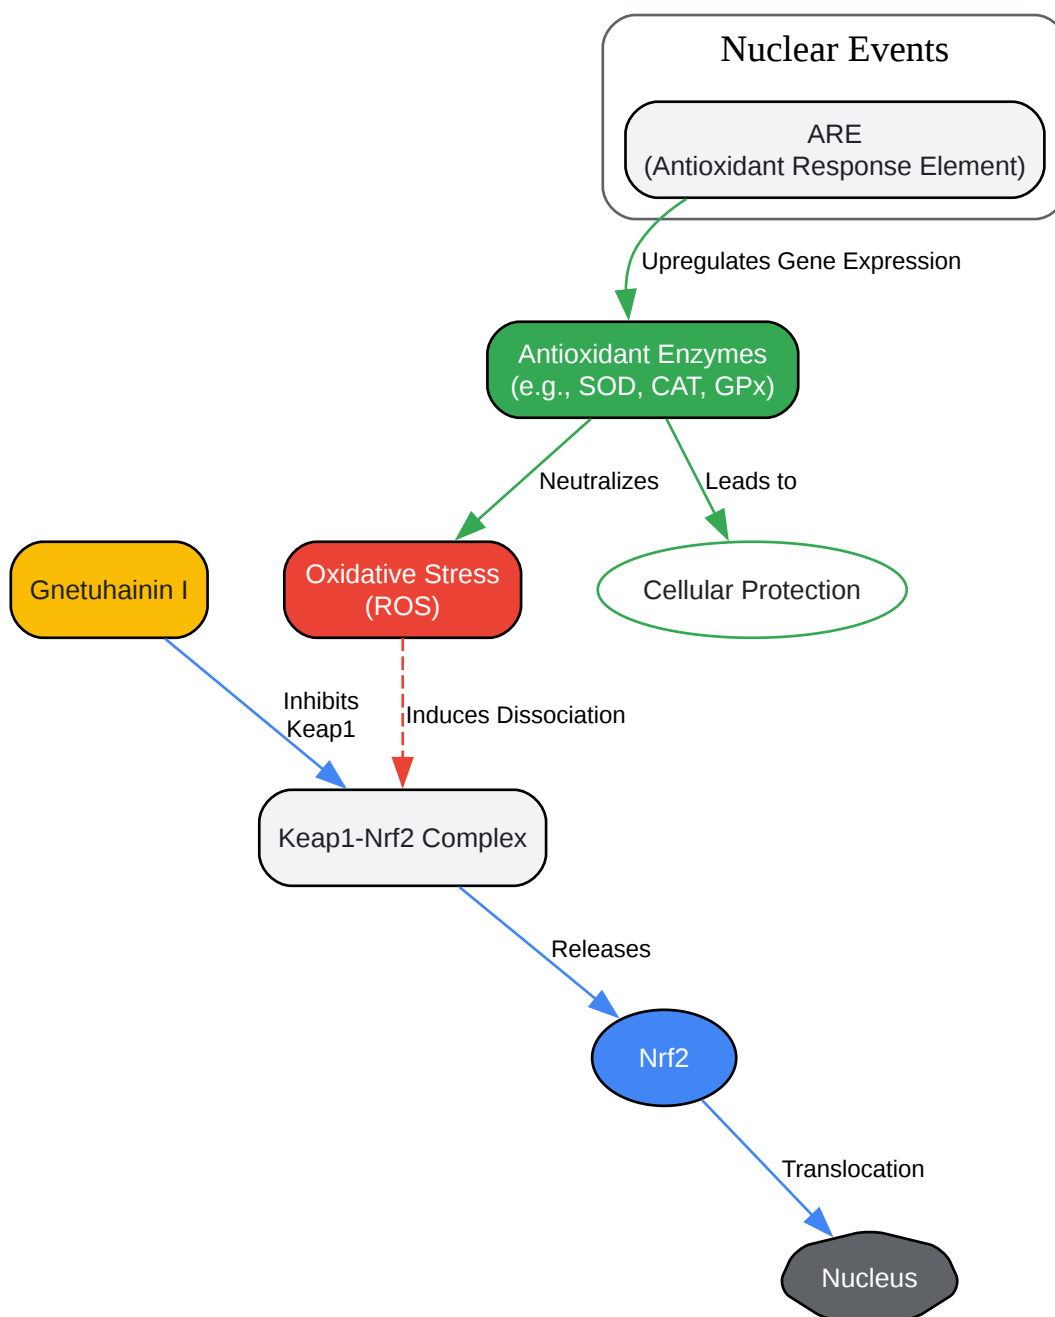 Nuclear Events
ARE
(Antioxidant Response Element)
Upregulates Gene Expression
Antioxidant Enzymes
(e.g., SOD, CAT, GPx)
Neutralizes
Leads to
Gnetuhainin I
Oxidative Stress
(ROS)
Cellular Protection
Inhibits
Keap1
Induces Dissociation
Keap1-Nrf2 Complex
Releases
Nrf2
Translocation
Nucleus